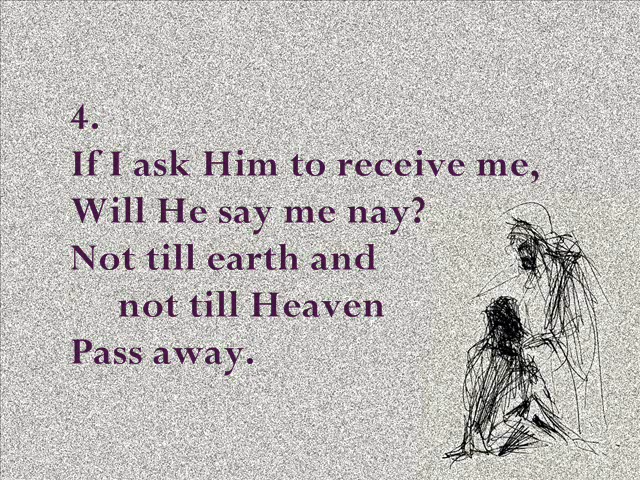 4.
If I ask Him to receive me,
Will He say me nay?
Not till earth and
not till Heaven
Pass away.